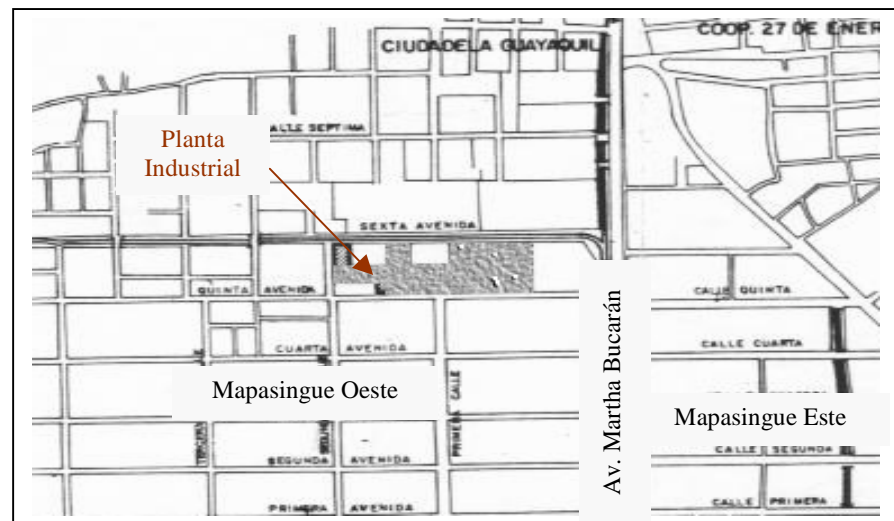 CIUDADELA GUAYAQUIL
COOP. 27 DE ENER
CALLE SEPTIMA
Planta
Industrial
SEXTA AVENIDA
QUINTA AVENIDA
CALLE QUINTA
CUARTA AVENIDA
CALLE CUARTA
Mapasingue Oeste
Av. Martha Bucarán
Mapasingue Este
TERCERA
PRIMERA CALLE
SEGUNDA AVENIDA
CALLE SEGUNDA
PRIMERA AVENIDA
CALLE PRIMERA